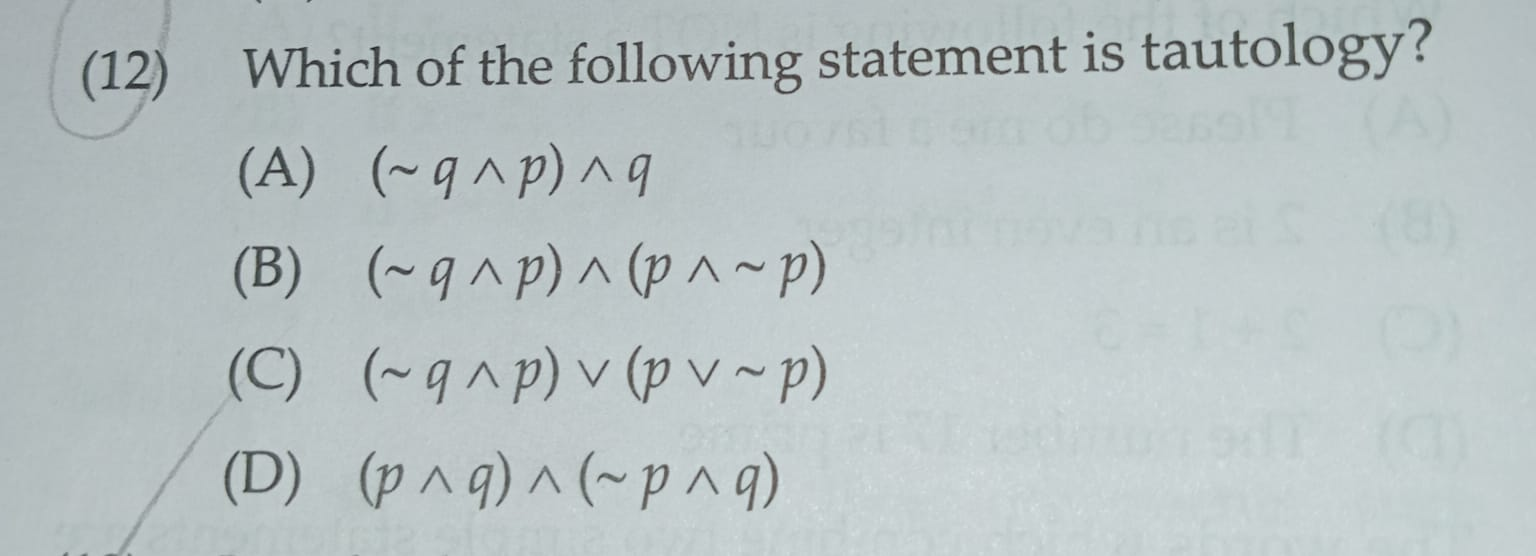 (12) Which of the following statement is tautology?
(A) (~ q ∧ p) ∧ q
(B) (~ q ∧ p) ∧ (p ∧ ~ p)
(C) (~ q ∧ p) ∨ (p ∨ ~ p)
(D) (p ∧ q) ∧ (~ p ∧ q)